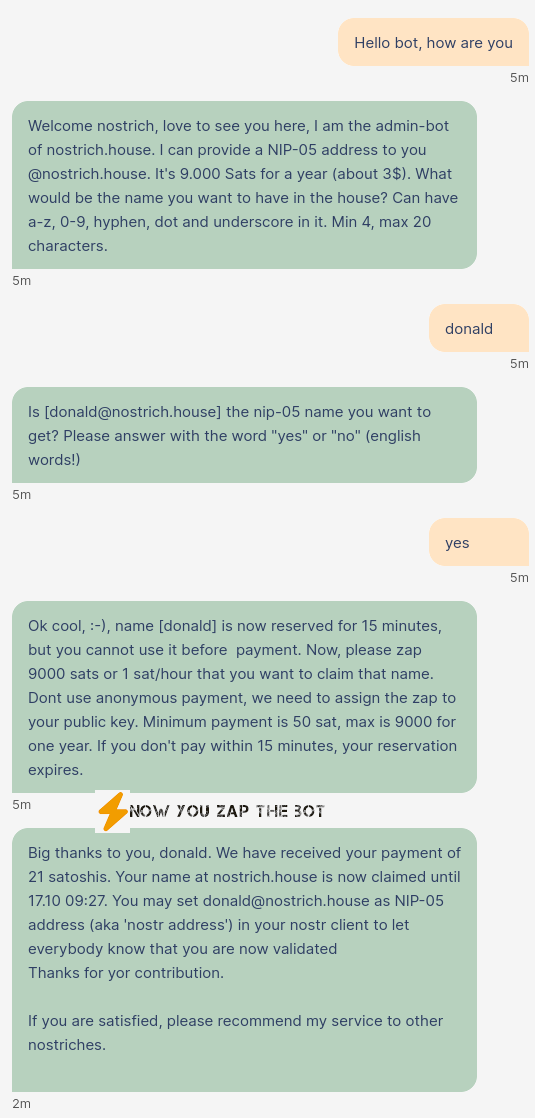 Hello bot, how are you
5m
Welcome nostrich, love to see you here, I am the admin-bot
of nostrich.house. I can provide a NIP-05 address to you
@nostrich.house. It's 9.000 Sats for a year (about 3$). What
would be the name you want to have in the house? Can have
a-z, 0-9, hyphen, dot and underscore in it. Min 4, max 20
characters.
5m
donald
5m
Is [donald@nostrich.house] the nip-05 name you want to
get? Please answer with the word "yes" or "no" (english
words!)
5m
yes
5m
Ok cool, :-), name [donald] is now reserved for 15 minutes,
but you cannot use it before  payment. Now, please zap
9000 sats or 1 sat/hour that you want to claim that name.
Dont use anonymous payment, we need to assign the zap to
your public key. Minimum payment is 50 sat, max is 9000 for
one year. If you don't pay within 15 minutes, your reservation
expires.
5m
NOW YOU ZAP THE BOT
Big thanks to you, donald. We have received your payment of
21 satoshis. Your name at nostrich.house is now claimed until
17.10 09:27. You may set donald@nostrich.house as NIP-05
address (aka 'nostr address') in your nostr client to let
everybody know that you are now validated
Thanks for yor contribution.
If you are satisfied, please recommend my service to other
nostriches.
2m